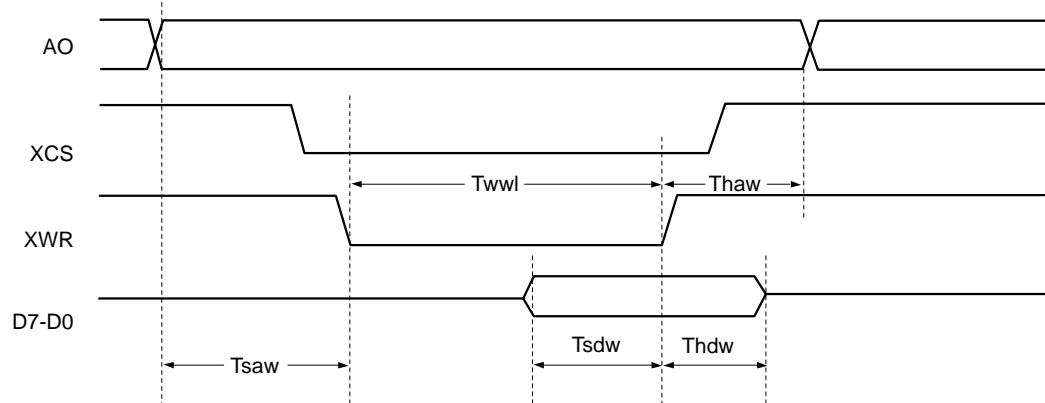 AO
XCS
Twwl Thaw
XWR
D7-D0
Tsdw Thdw
Tsaw